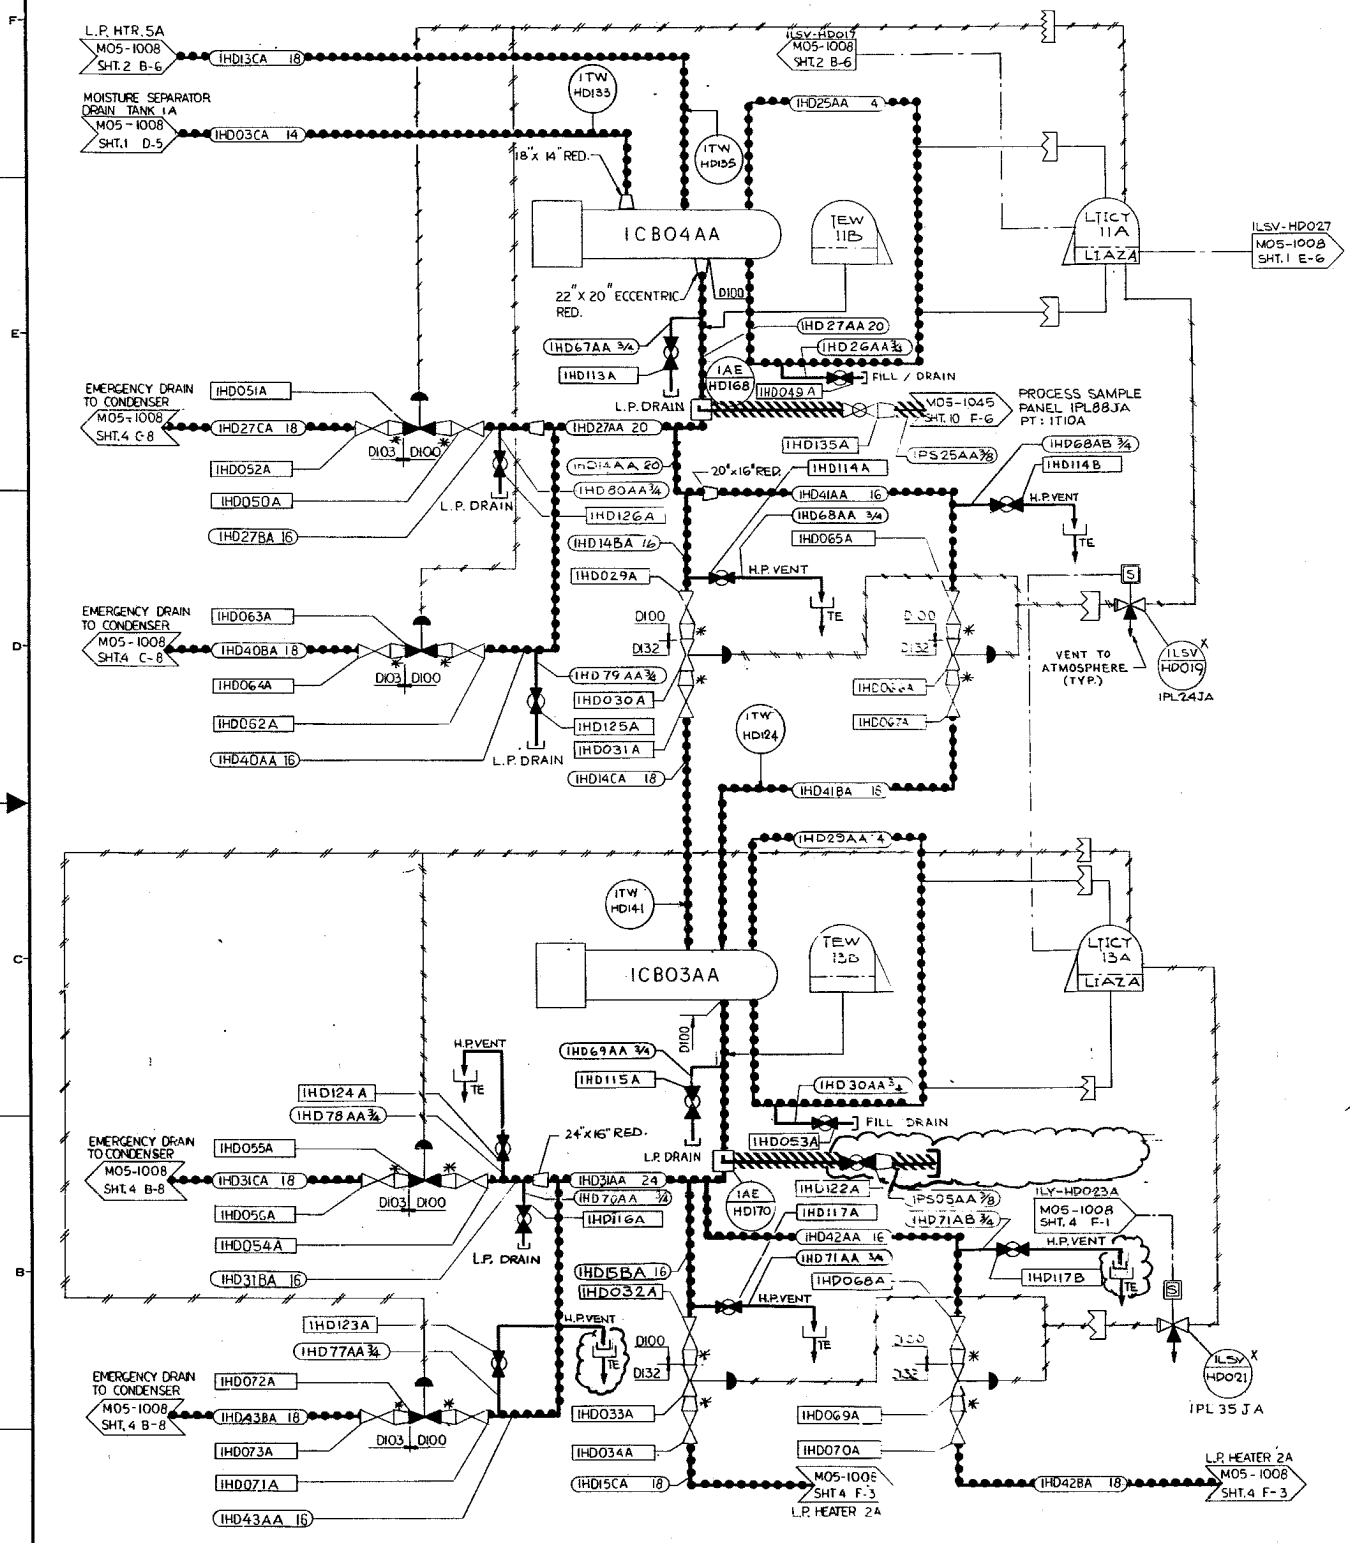 F
L.P. HTR. 5A
M05-1008
SHT.2 B-6
1HD13CA 18
1TW
HD133
1LSV-HD017
M05-1008
SHT.2 B-6
MOISTURE SEPARATOR
DRAIN TANK 1A
M05-1008
SHT.1 D-5
1HD03CA 14
18"X 14" RED.
1TW
HD135
1HD25AA 4
1CB04AA
TEW
11B
LTICY
11A
LIAZA
1LSV-HD027
M05-1008
SHT.1 E-6
22"X 20" ECCENTRIC
RED.
D100
E
1HD27AA 20
1HD26AA 3/4
1HD67AA 3/4
1HD113A
1AE
HD168
1HD049A
FILL / DRAIN
L.P. DRAIN
M05-1045
SHT. 10 F-6
PROCESS SAMPLE
PANEL 1PL88JA
PT: 1T10A
EMERGENCY DRAIN
TO CONDENSER
M05-1008
SHT.4 C-8
1HD27CA 18
1HD051A
1HD052A
1HD050A
1HD27BA 16
D103
D100
1HD27AA 20
1HD14AA 20
1HD80AA 3/4
1HD126A
L.P. DRAIN
1HD135A
1PS25AA 3/8
1HD68AB 3/4
1HD114B
20"x16" RED.
1HD114A
1HD41AA 16
1HD68AA 3/4
1HD065A
H.P. VENT
TE
1HD14BA 16
1HD029A
H.P. VENT
TE
D
EMERGENCY DRAIN
TO CONDENSER
M05-1008
SHT.4 C-8
1HD40BA 18
1HD063A
1HD064A
1HD062A
1HD40AA 16
D103
D100
D100
D132
D100
D132
1HD79AA 3/4
1HD030A
1HD125A
1HD031A
L.P. DRAIN
1HD14CA 18
1HD066A
1HD067A
1TW
HD124
1HD41BA 16
S
VENT TO
ATMOSPHERE
(TYP.)
1LSV
HD019
X
1PL24JA
1HD29AA 4
1TW
HD141
C
1CB03AA
TEW
13B
LTICY
13A
LIAZA
D100
H.P. VENT
TE
1HD69AA 3/4
1HD115A
1HD30AA 3/4
1HD053A
FILL DRAIN
1HD124A
1HD78AA 3/4
24"X16" RED.
L.P. DRAIN
EMERGENCY DRAIN
TO CONDENSER
M05-1008
SHT.4 B-8
1HD31CA 18
1HD055A
1HD056A
1HD054A
1HD31BA 16
D103
D100
1HD31AA 24
1HD70AA 3/4
1HD116A
L.P. DRAIN
1AE
HD170
1HD122A
1HD117A
1PS05AA 3/8
1HD71AB 3/4
1LY-HD023A
M05-1008
SHT. 4 F-1
1HD42AA 16
1HD71AA 3/4
1HD068A
H.P. VENT
1HD117B
TE
B
1HD15BA 16
1HD032A
H.P. VENT
TE
S
1HD123A
1HD77AA 3/4
H.P. VENT
TE
D100
D132
D100
D132
1LSV
HD021
X
1PL35JA
EMERGENCY DRAIN
TO CONDENSER
M05-1008
SHT. 4 B-8
1HD43BA 18
1HD072A
1HD073A
1HD071A
1HD43AA 16
D103
D100
1HD033A
1HD034A
1HD15CA 18
1HD069A
1HD070A
M05-1008
SHT 4 F-3
L.P. HEATER 2A
1HD42BA 18
L.P. HEATER 2A
M05-1008
SHT. 4 F-3